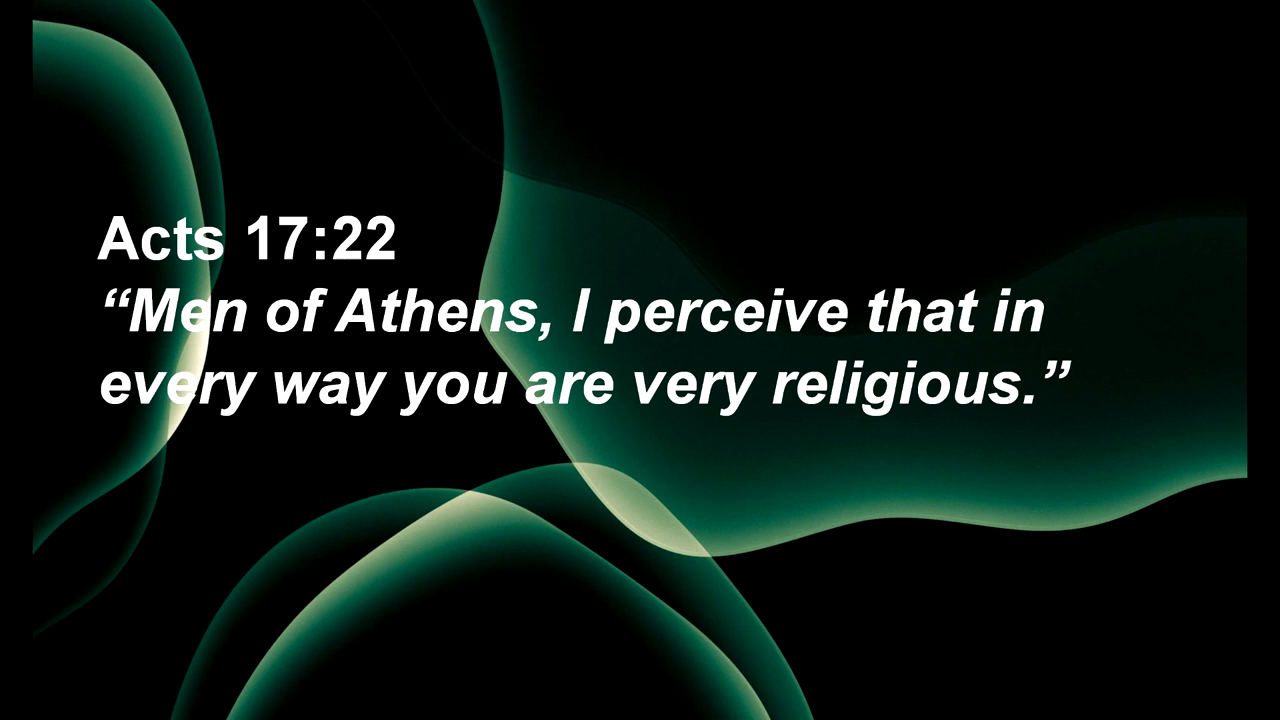 Acts 17:22
“Men of Athens, I perceive that in
every way you are very religious.”